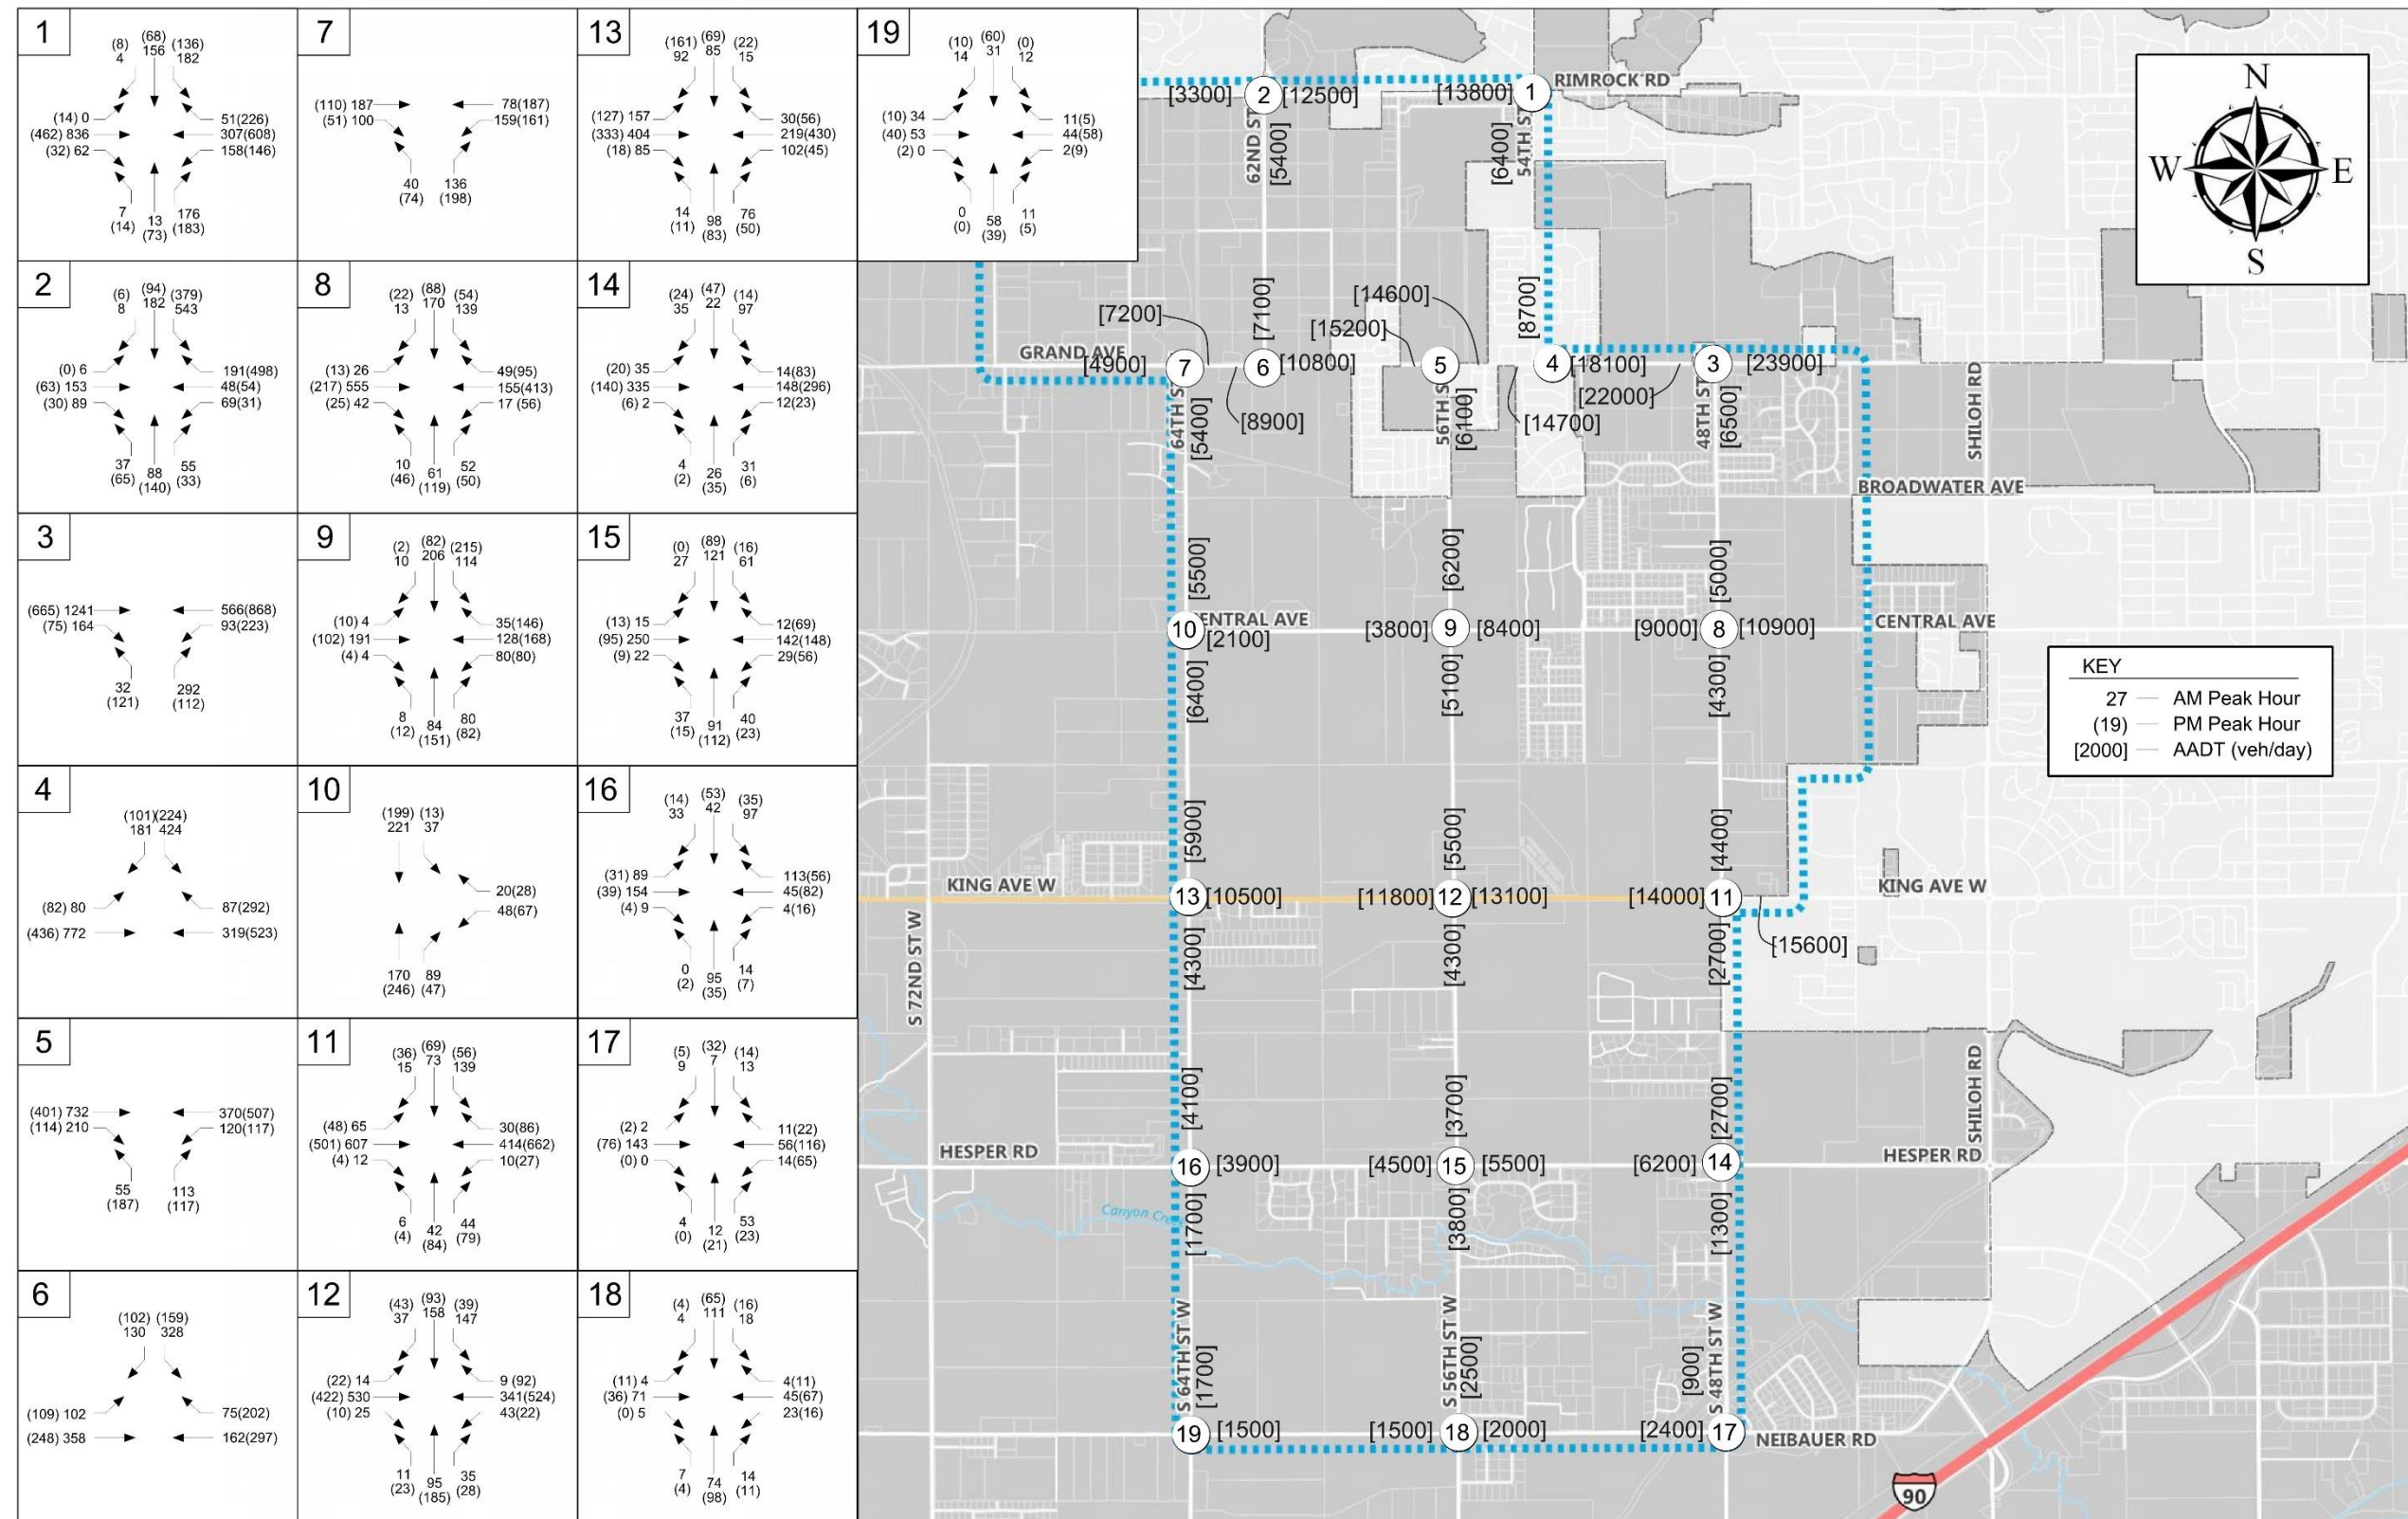 1
(8) (68) (136)
4 156 182
(14) 0
(462) 836
(32) 62
51(226)
307(608)
158(146)
7 13 176
(14) (73) (183)
2
(6) (94) (379)
8 182 543
(0) 6
(63) 153
(30) 89
191(498)
48(54)
69(31)
37 88 55
(65) (140) (33)
3
(665) 1241
(75) 164
566(868)
93(223)
32 292
(121) (112)
4
(101)(224)
181 424
(82) 80
(436) 772
87(292)
319(523)
5
(401) 732
(114) 210
370(507)
120(117)
55 113
(187) (117)
6
(102) (159)
130 328
(109) 102
(248) 358
75(202)
162(297)
7
(110) 187
(51) 100
78(187)
159(161)
40 136
(74) (198)
8
(22) (88) (54)
13 170 139
(13) 26
(217) 555
(25) 42
49(95)
155(413)
17 (56)
10 61 52
(46) (119) (50)
9
(2) (82) (215)
10 206 114
(10) 4
(102) 191
(4) 4
35(146)
128(168)
80(80)
8 84 80
(12) (151) (82)
10
(199) (13)
221 37
20(28)
48(67)
170 89
(246) (47)
11
(36) (69) (56)
15 73 139
(48) 65
(501) 607
(4) 12
30(86)
414(662)
10(27)
6 42 44
(4) (84) (79)
12
(43) (93) (39)
37 158 147
(22) 14
(422) 530
(10) 25
9 (92)
341(524)
43(22)
11 95 35
(23) (185) (28)
13
(161) (69) (22)
92 85 15
(127) 157
(333) 404
(18) 85
30(56)
219(430)
102(45)
14 98 76
(11) (83) (50)
14
(24) (47) (14)
35 22 97
(20) 35
(140) 335
(6) 2
14(83)
148(296)
12(23)
4 26 31
(2) (35) (6)
15
(0) (89) (16)
27 121 61
(13) 15
(95) 250
(9) 22
12(69)
142(148)
29(56)
37 91 40
(15) (112) (23)
16
(14) (53) (35)
33 42 97
(31) 89
(39) 154
(4) 9
113(56)
45(82)
4(16)
0 95 14
(2) (35) (7)
17
(5) (32) (14)
9 7 13
(2) 2
(76) 143
(0) 0
11(22)
56(116)
14(65)
4 12 53
(0) (21) (23)
18
(4) (65) (16)
4 111 18
(11) 4
(36) 71
(0) 5
4(11)
45(67)
23(16)
7 74 14
(4) (98) (11)
19
(10) (60) (0)
14 31 12
(10) 34
(40) 53
(2) 0
11(5)
44(58)
2(9)
0 58 11
(0) (39) (5)
RIMROCK RD
[3300] 2 [12500] [13800] 1
62ND ST
[5400]
[6400]
54TH ST
[7100]
[8700]
[14600]
[15200]
[7200]
GRAND AVE
[4900] 7 6 [10800] 5 4 [18100] 3 [23900]
[22000]
[8900]
[14700]
64TH S
[5400]
56TH S
[6100]
48TH ST
[6500]
SHILOH RD
BROADWATER AVE
[5500]
[6200]
[5000]
ENTRAL AVE
CENTRAL AVE
10 [2100] [3800] 9 [8400] [9000] 8 [10900]
[6400]
[5100]
[4300]
[5900]
[5500]
[4400]
KING AVE W
KING AVE W
13 [10500] [11800] 12 [13100] [14000] 11
[15600]
S 72ND ST W
[4300]
[4300]
[2700]
[4100]
[3700]
[2700]
SHILOH RD
HESPER RD
HESPER RD
16 [3900] [4500] 15 [5500] [6200] 14
Canyon Cree
[1700]
[3800]
[1300]
S 64TH ST W
[1700]
S 56TH ST W
[2500]
[900]
S 48TH ST W
19 [1500] [1500] 18 [2000] [2400] 17
NEIBAUER RD
90
N
W E
S
KEY
27 — AM Peak Hour
(19) — PM Peak Hour
[2000] — AADT (veh/day)